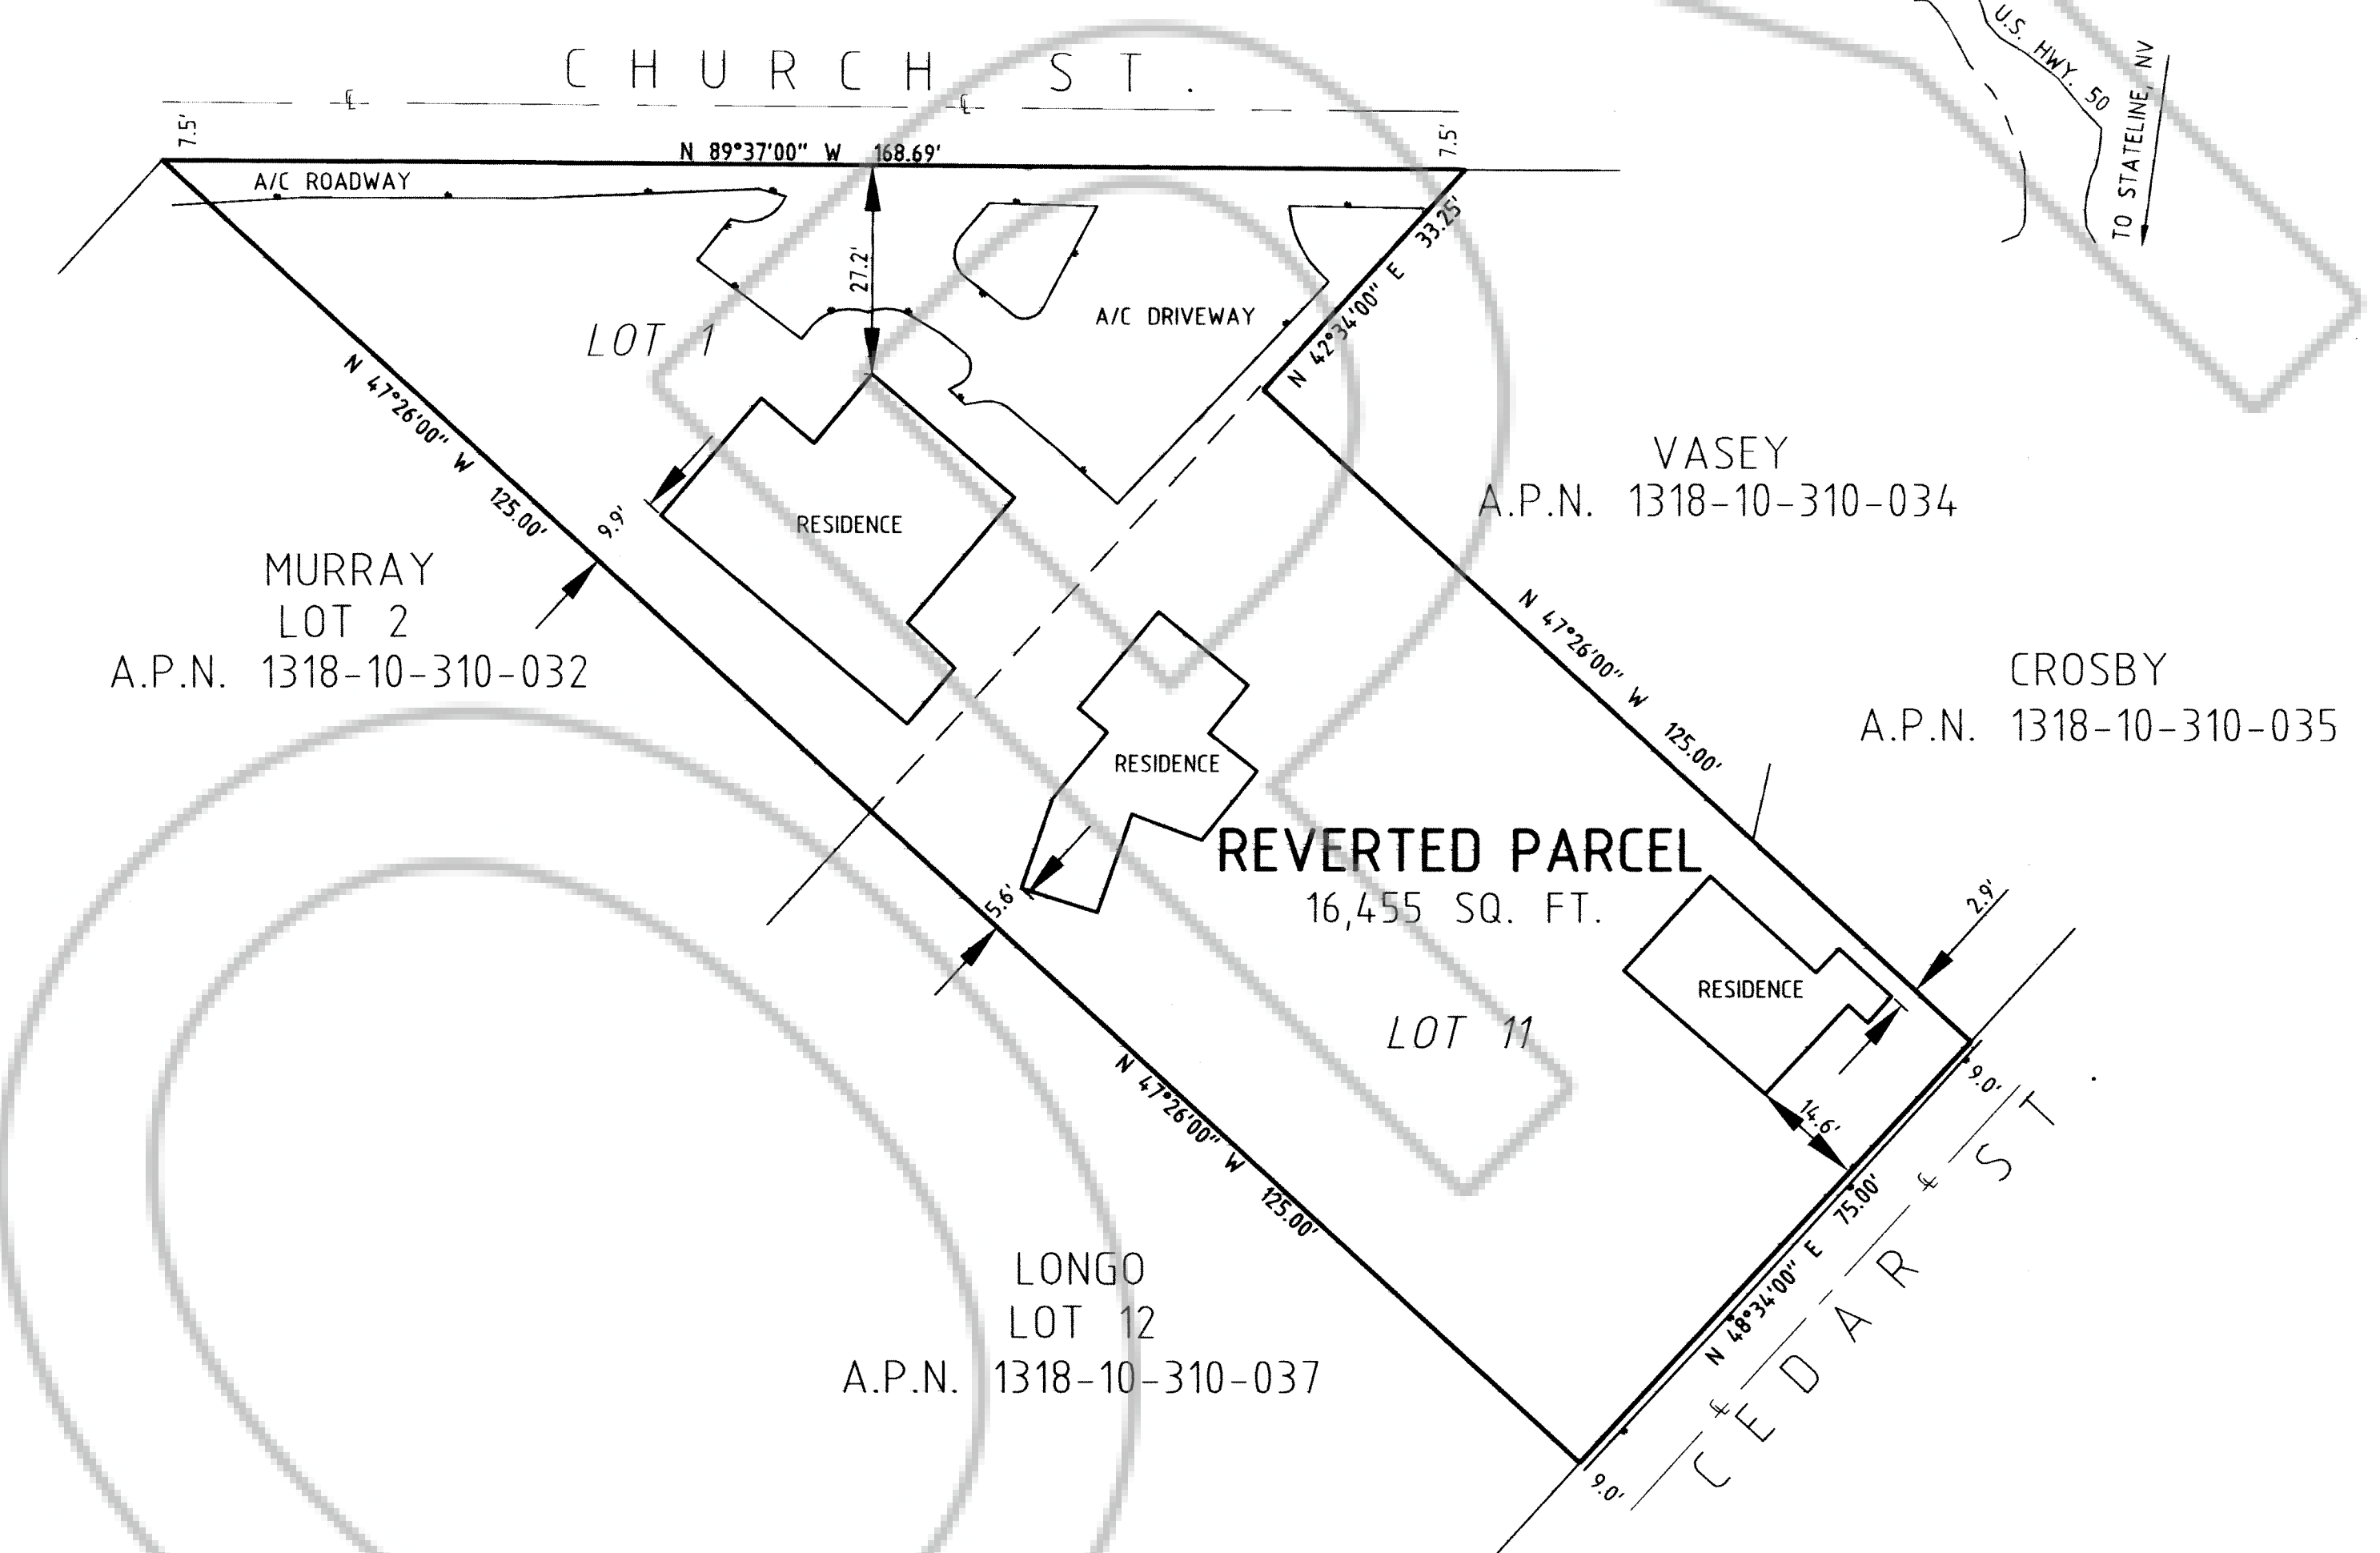 U.S. HWY. 50
TO STATELINE, NV
CHURCH ST.
℄
℄
7.5'
7.5'
N 89°37'00" W 168.69'
A/C ROADWAY
27.2'
33.25'
N 42°34'00" E
A/C DRIVEWAY
LOT 1
N 47°26'00" W 125.00'
9.9'
RESIDENCE
VASEY
A.P.N. 1318-10-310-034
MURRAY
LOT 2
A.P.N. 1318-10-310-032
N 47°26'00" W 125.00'
CROSBY
A.P.N. 1318-10-310-035
RESIDENCE
REVERTED PARCEL
16,455 SQ. FT.
5.6'
2.9'
RESIDENCE
LOT 11
9.0'
14.6'
N 47°26'00" W 125.00'
N 48°34'00" E 75.00'
℄
℄
CEDAR ST.
LONGO
LOT 12
A.P.N. 1318-10-310-037
9.0'